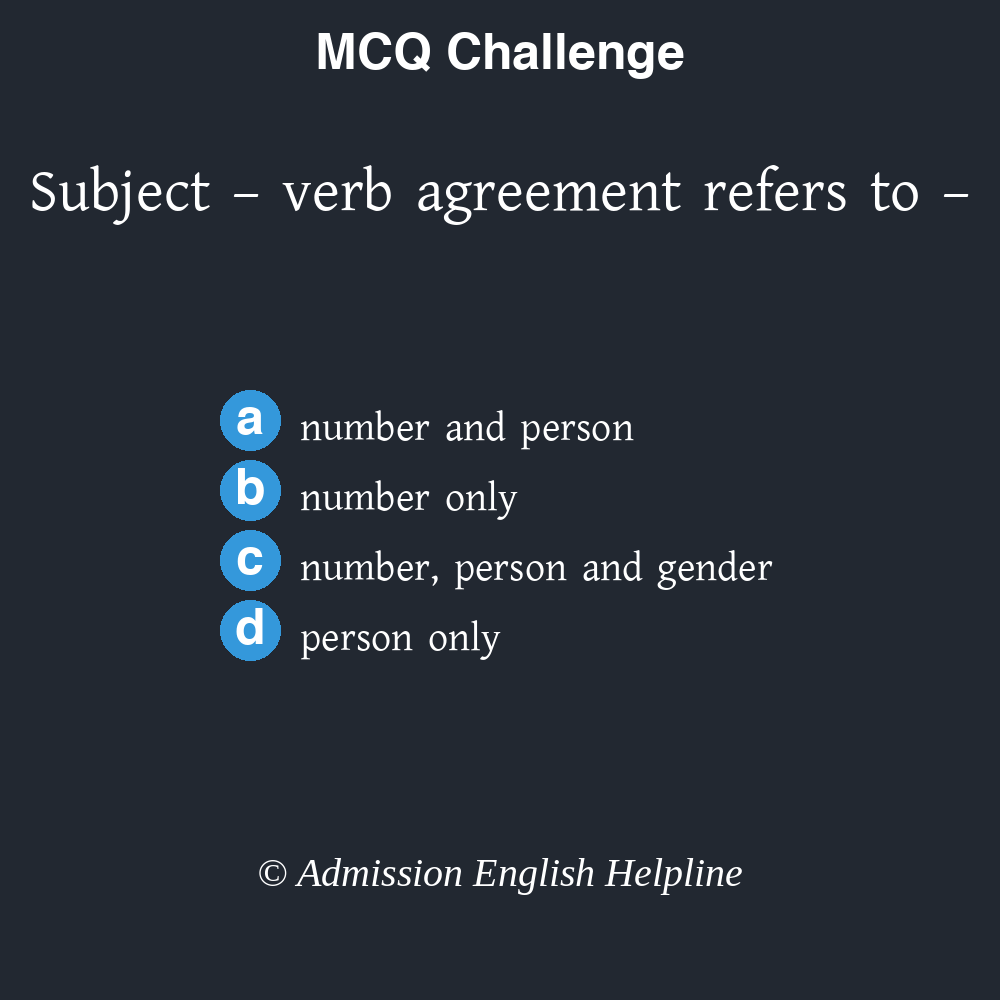 MCQ Challenge
Subject – verb agreement refers to –
a number and person
b number only
c number, person and gender
d person only
© Admission English Helpline